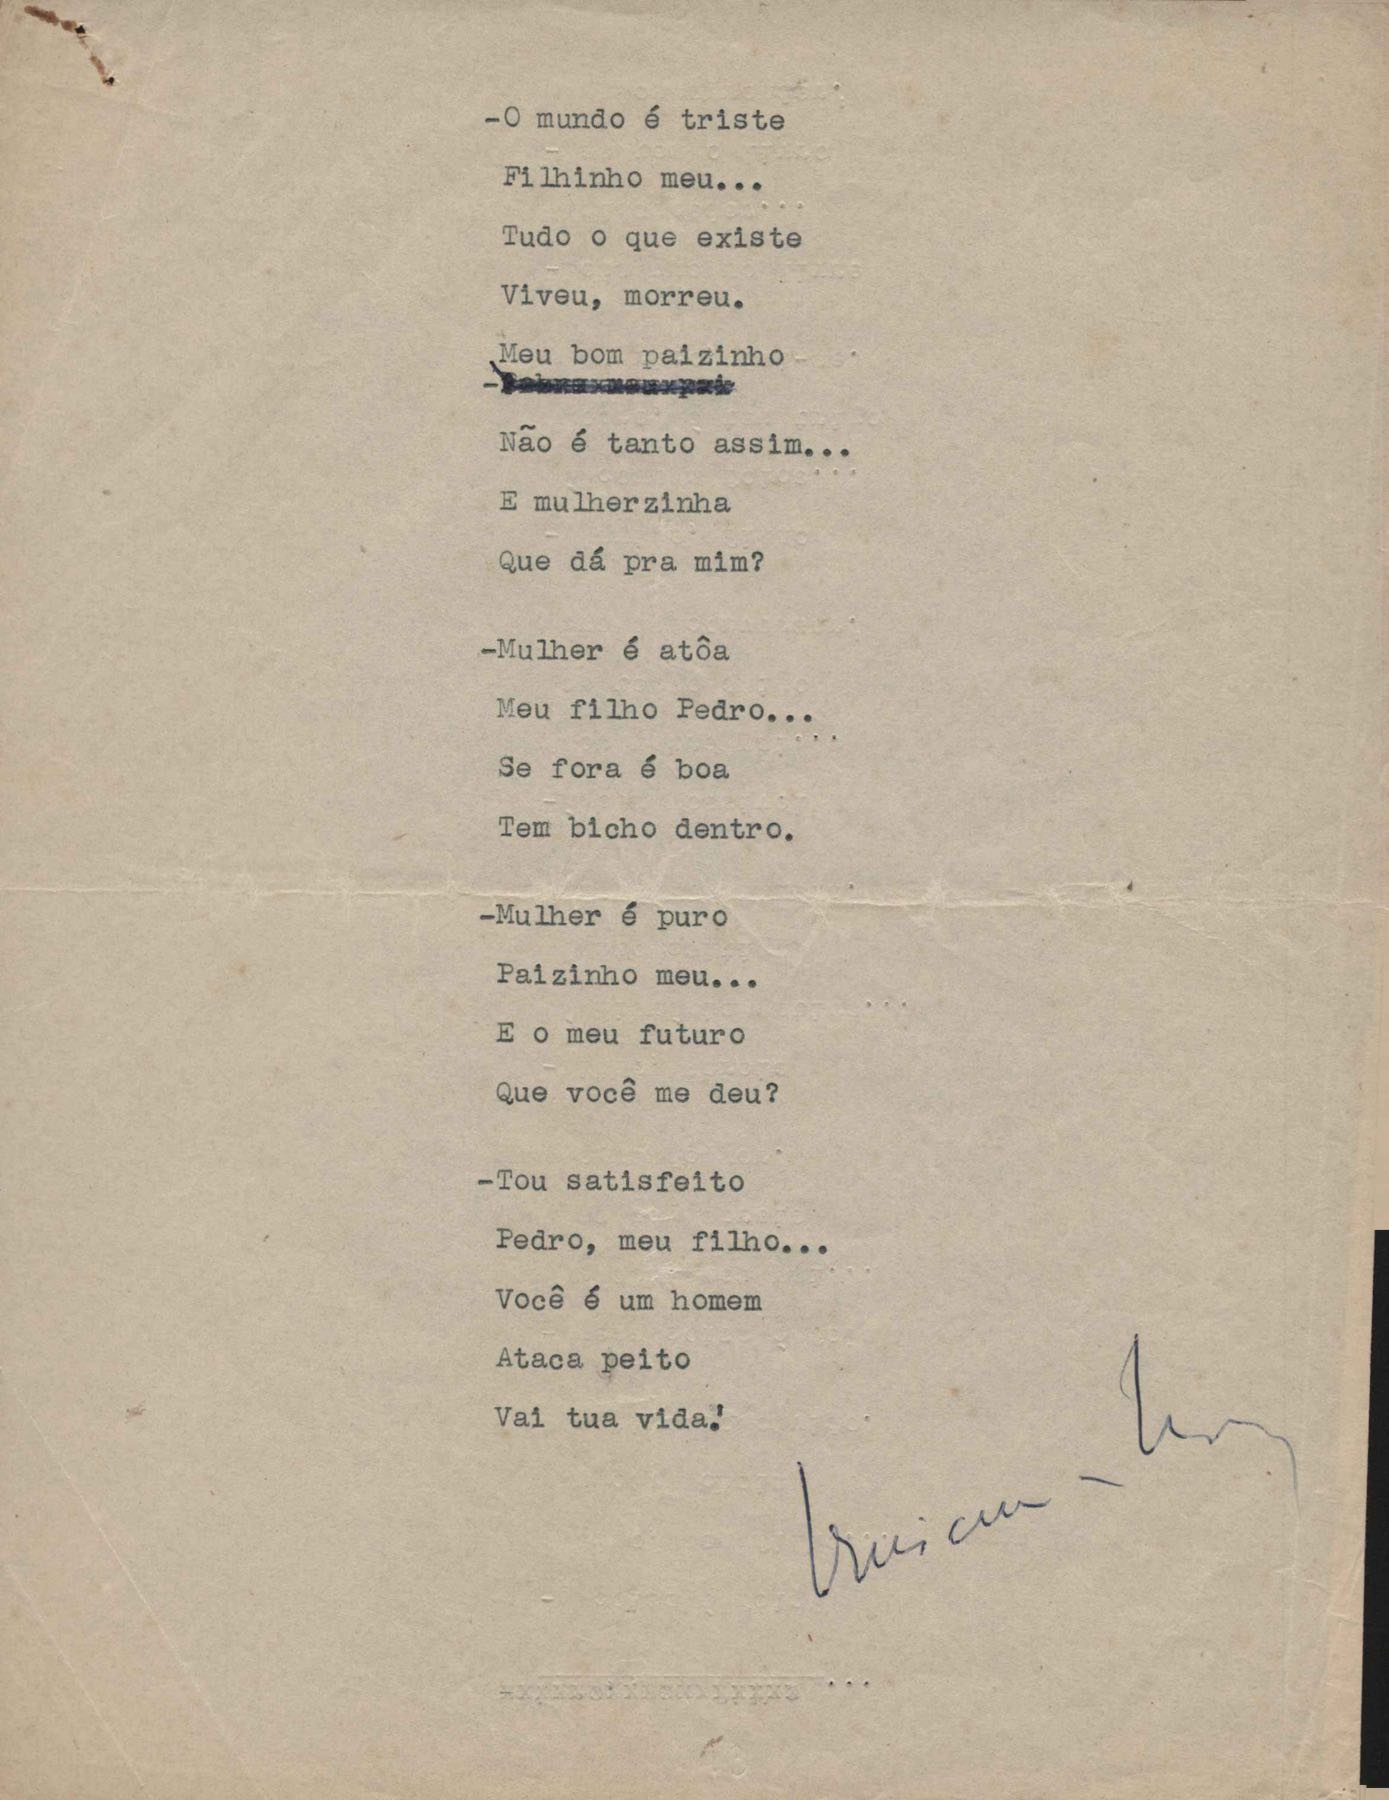 -O mundo é triste
Filhinho meu...
Tudo o que existe
Viveu, morreu.
Meu bom paizinho
-
Não é tanto assim...
E mulherzinha
Que dá pra mim?
-Mulher é atôa
Meu filho Pedro...
Se fora é boa
Tem bicho dentro.
-Mulher é puro
Paizinho meu...
E o meu futuro
Que você me deu?
-Tou satisfeito
Pedro, meu filho...
Você é um homem
Ataca peito
Vai tua vida!